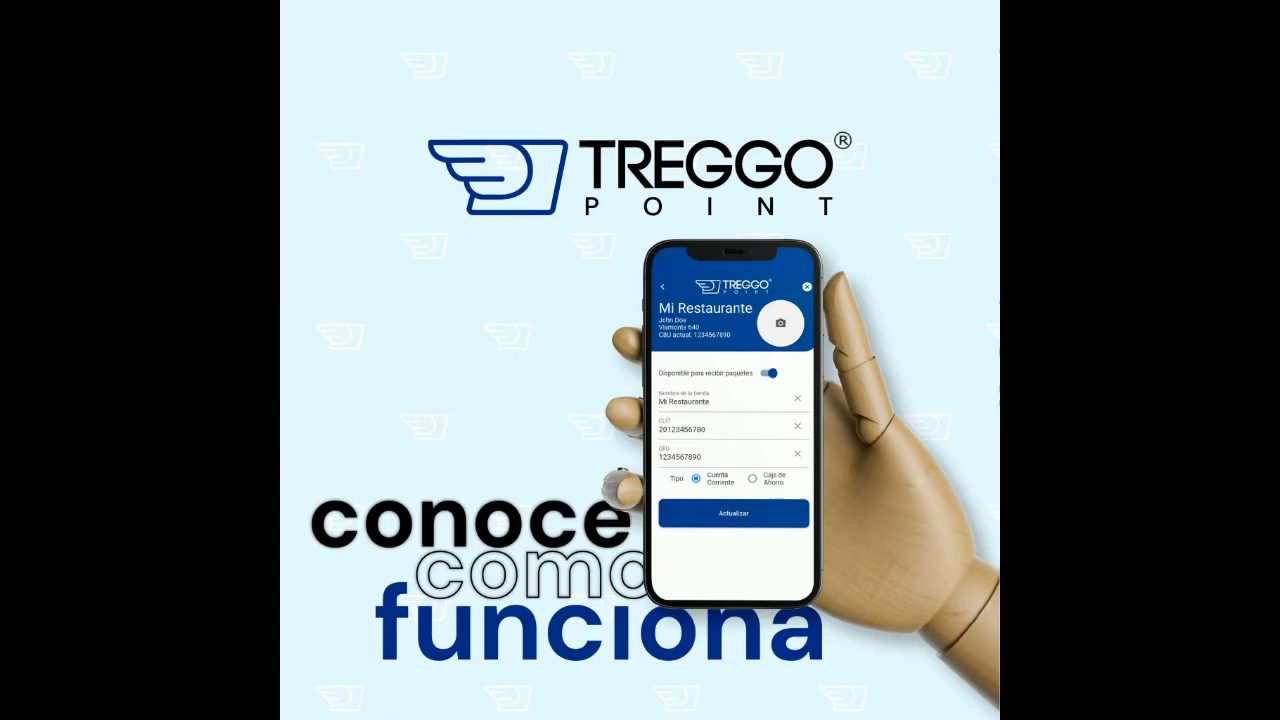 TREGGO®
POINT
TREGGO®
POINT
Mi Restaurante
John Doe
Viamonte 640
CBU actual: 1234567890
Disponible para recibir paquetes
Nombre de la tienda
Mi Restaurante
CUIT
20123456780
CBU
1234567890
Tipo
Cuenta Corriente
Caja de Ahorro
Actualizar
conoce
como
funciona